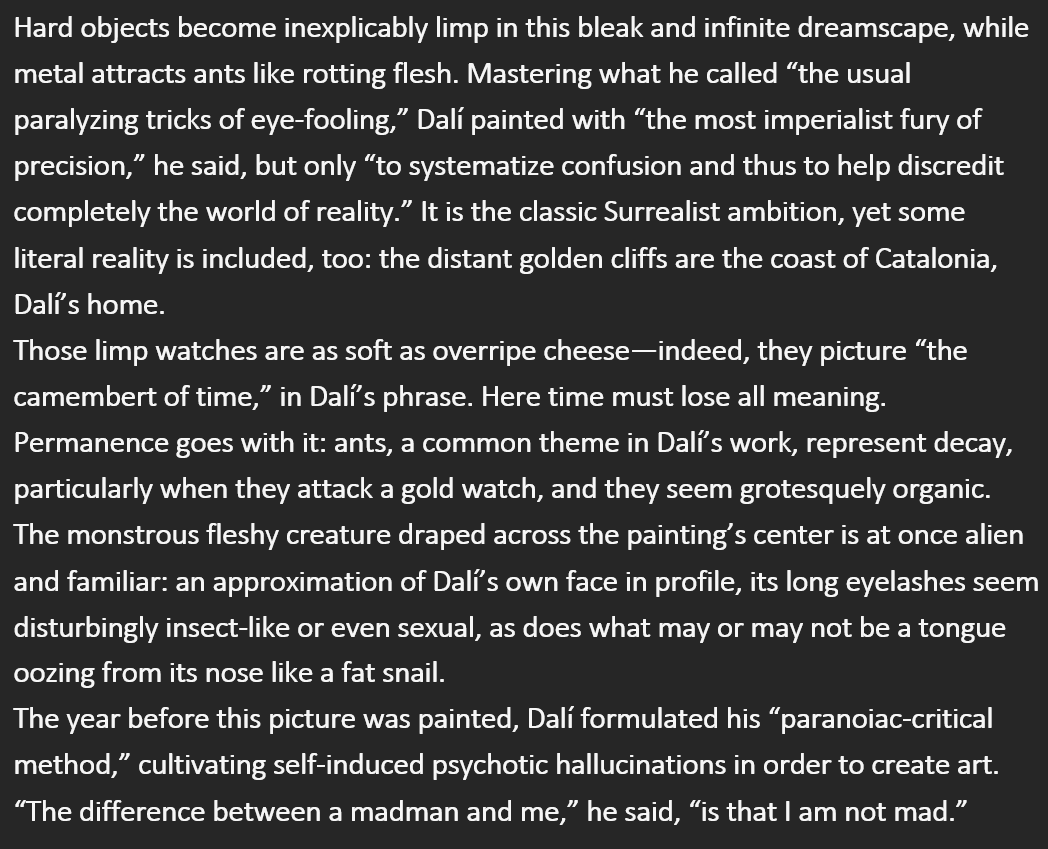 Hard objects become inexplicably limp in this bleak and infinite dreamscape, while
metal attracts ants like rotting flesh. Mastering what he called “the usual
paralyzing tricks of eye-fooling,” Dalí painted with “the most imperialist fury of
precision,” he said, but only “to systematize confusion and thus to help discredit
completely the world of reality.” It is the classic Surrealist ambition, yet some
literal reality is included, too: the distant golden cliffs are the coast of Catalonia,
Dalí’s home.
Those limp watches are as soft as overripe cheese—indeed, they picture “the
camembert of time,” in Dalí’s phrase. Here time must lose all meaning.
Permanence goes with it: ants, a common theme in Dalí’s work, represent decay,
particularly when they attack a gold watch, and they seem grotesquely organic.
The monstrous fleshy creature draped across the painting’s center is at once alien
and familiar: an approximation of Dalí’s own face in profile, its long eyelashes seem
disturbingly insect-like or even sexual, as does what may or may not be a tongue
oozing from its nose like a fat snail.
The year before this picture was painted, Dalí formulated his “paranoiac-critical
method,” cultivating self-induced psychotic hallucinations in order to create art.
“The difference between a madman and me,” he said, “is that I am not mad.”